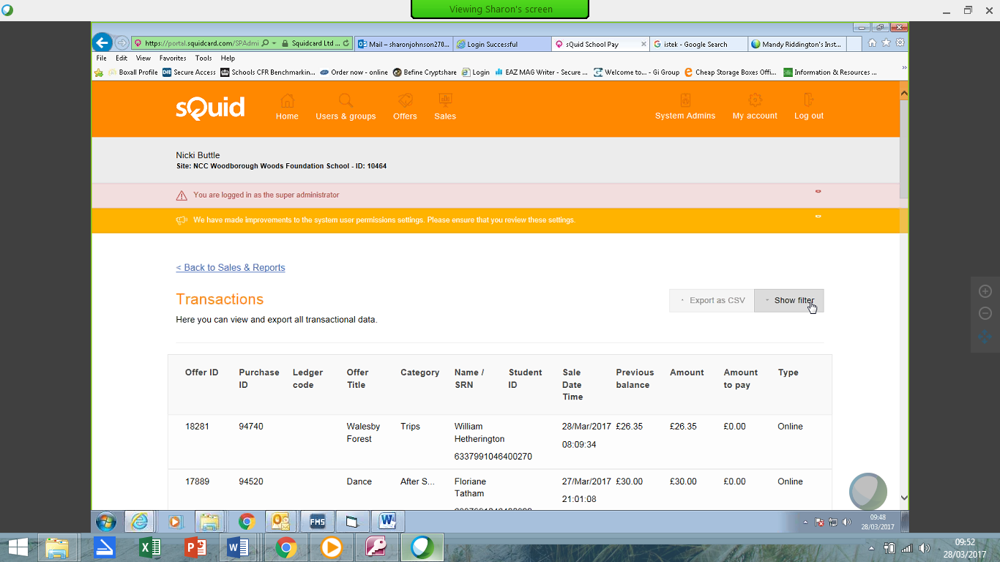 Viewing Sharon's screen
https://portal.squidcard.com/SPAdmi
Squidcard Ltd ...
Mail – sharonjohnson270...
Login Successful
sQuid School Pay
istek - Google Search
Mandy Riddington's Inst...
File Edit View Favorites Tools Help
Boxall Profile
Secure Access
Schools CFR Benchmarkin...
Order now - online
Befine Cryptshare
Login
EAZ MAG Writer - Secure ...
Welcome to... - Gi Group
Cheap Storage Boxes Offi...
Information & Resources ...
sQuid
Home
Users & groups
Offers
Sales
System Admins
My account
Log out
Nicki Buttle
Site: NCC Woodborough Woods Foundation School - ID: 10464
You are logged in as the super administrator
We have made improvements to the system user permissions settings. Please ensure that you review these settings.
< Back to Sales & Reports
Transactions
Export as CSV
Show filter
Here you can view and export all transactional data.
Offer ID Purchase Ledger Offer Category Name / Student Sale Previous Amount Amount Type
ID code Title SRN ID Date balance to pay
Time
18281 94740 Walesby Trips William 28/Mar/2017 £26.35 £26.35 £0.00 Online
Forest Hetherington 08:09:34
6337991046400270
17889 94520 Dance After S... Floriane 27/Mar/2017 £30.00 £30.00 £0.00 Online
Tatham 21:01:08
FMS
09:48
28/03/2017
09:52
28/03/2017